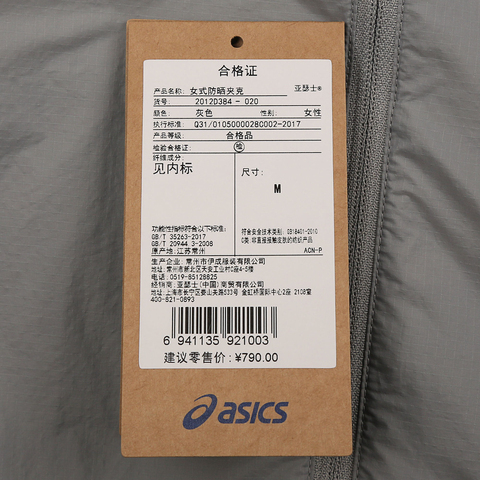 合格证
产品名称: 女式防晒夹克 亚瑟士®
货号: 2012D384 - 020
颜色: 灰色 性别: 女性
执行标准: Q31/0105000028C002-2017
产品等级: 合格品
检验合格证: 检
纤维成分: 见内标
尺寸: M
功能性指标符合以下标准:
GB/T 35263-2017
GB/T 20944.3-2008
原产地: 江苏常州
符合安全技术类别: GB18401-2010
C类: 非直接接触皮肤的纺织产品
ACN-P
生产企业: 常州市伊成服装有限公司
地址: 常州市新北区天安工业村D座4-5楼
电话: 0519-85128825
经销商: 亚瑟士(中国)商贸有限公司
地址: 上海市长宁区娄山关路533号 金虹桥国际中心2座 2108室
400-821-0893
6 941135 921003
建议零售价: ¥790.00
asics